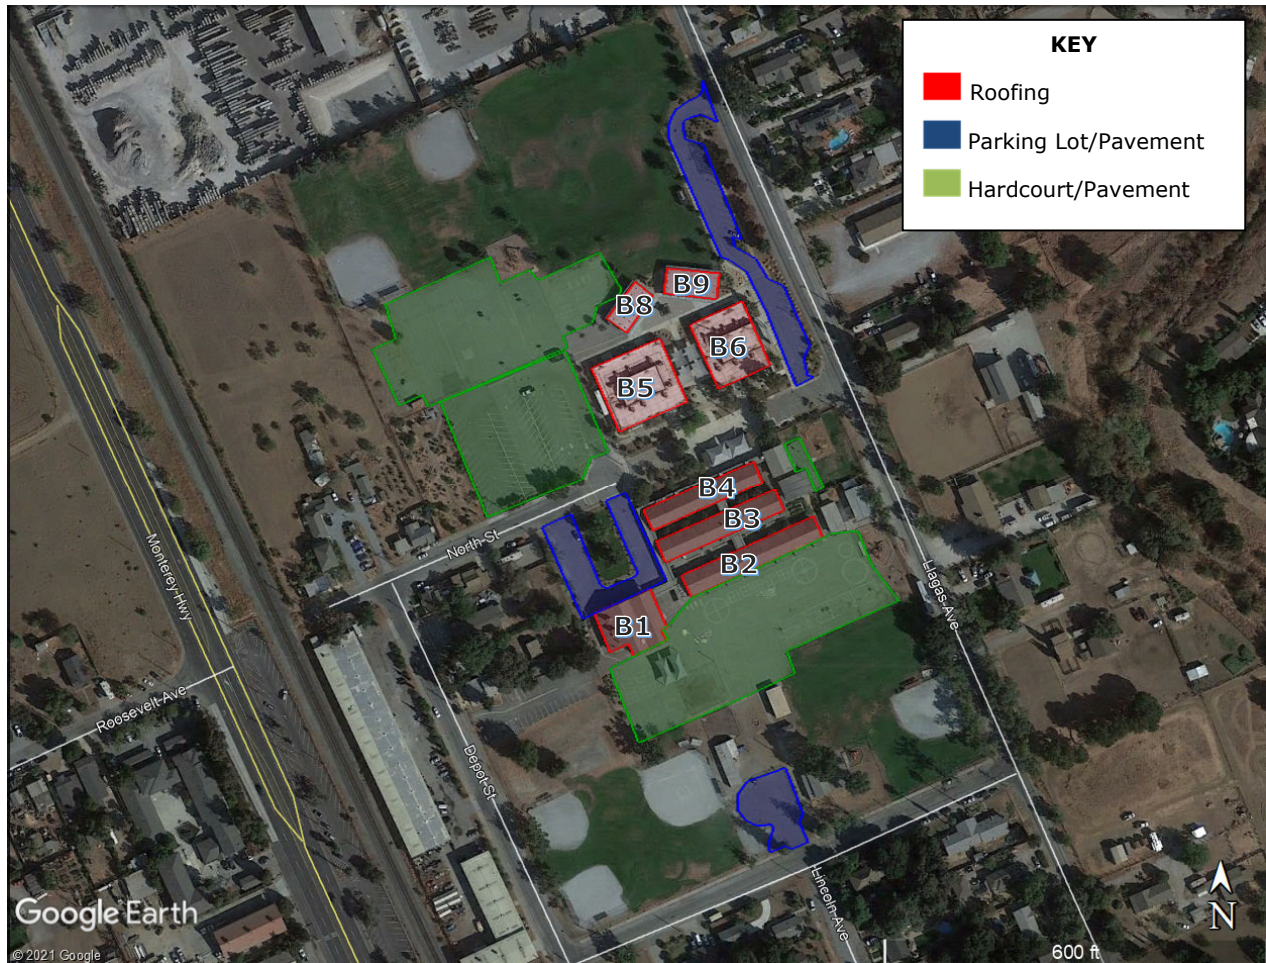 KEY
Roofing
Parking Lot/Pavement
Hardcourt/Pavement
B9
B8
B6
B5
B4
B3
B2
B1
North St
Monterey Hwy
Llagas Ave
Roosevelt Ave
Depot St
Lincoln Ave
Google Earth
© 2021 Google
N
600 ft